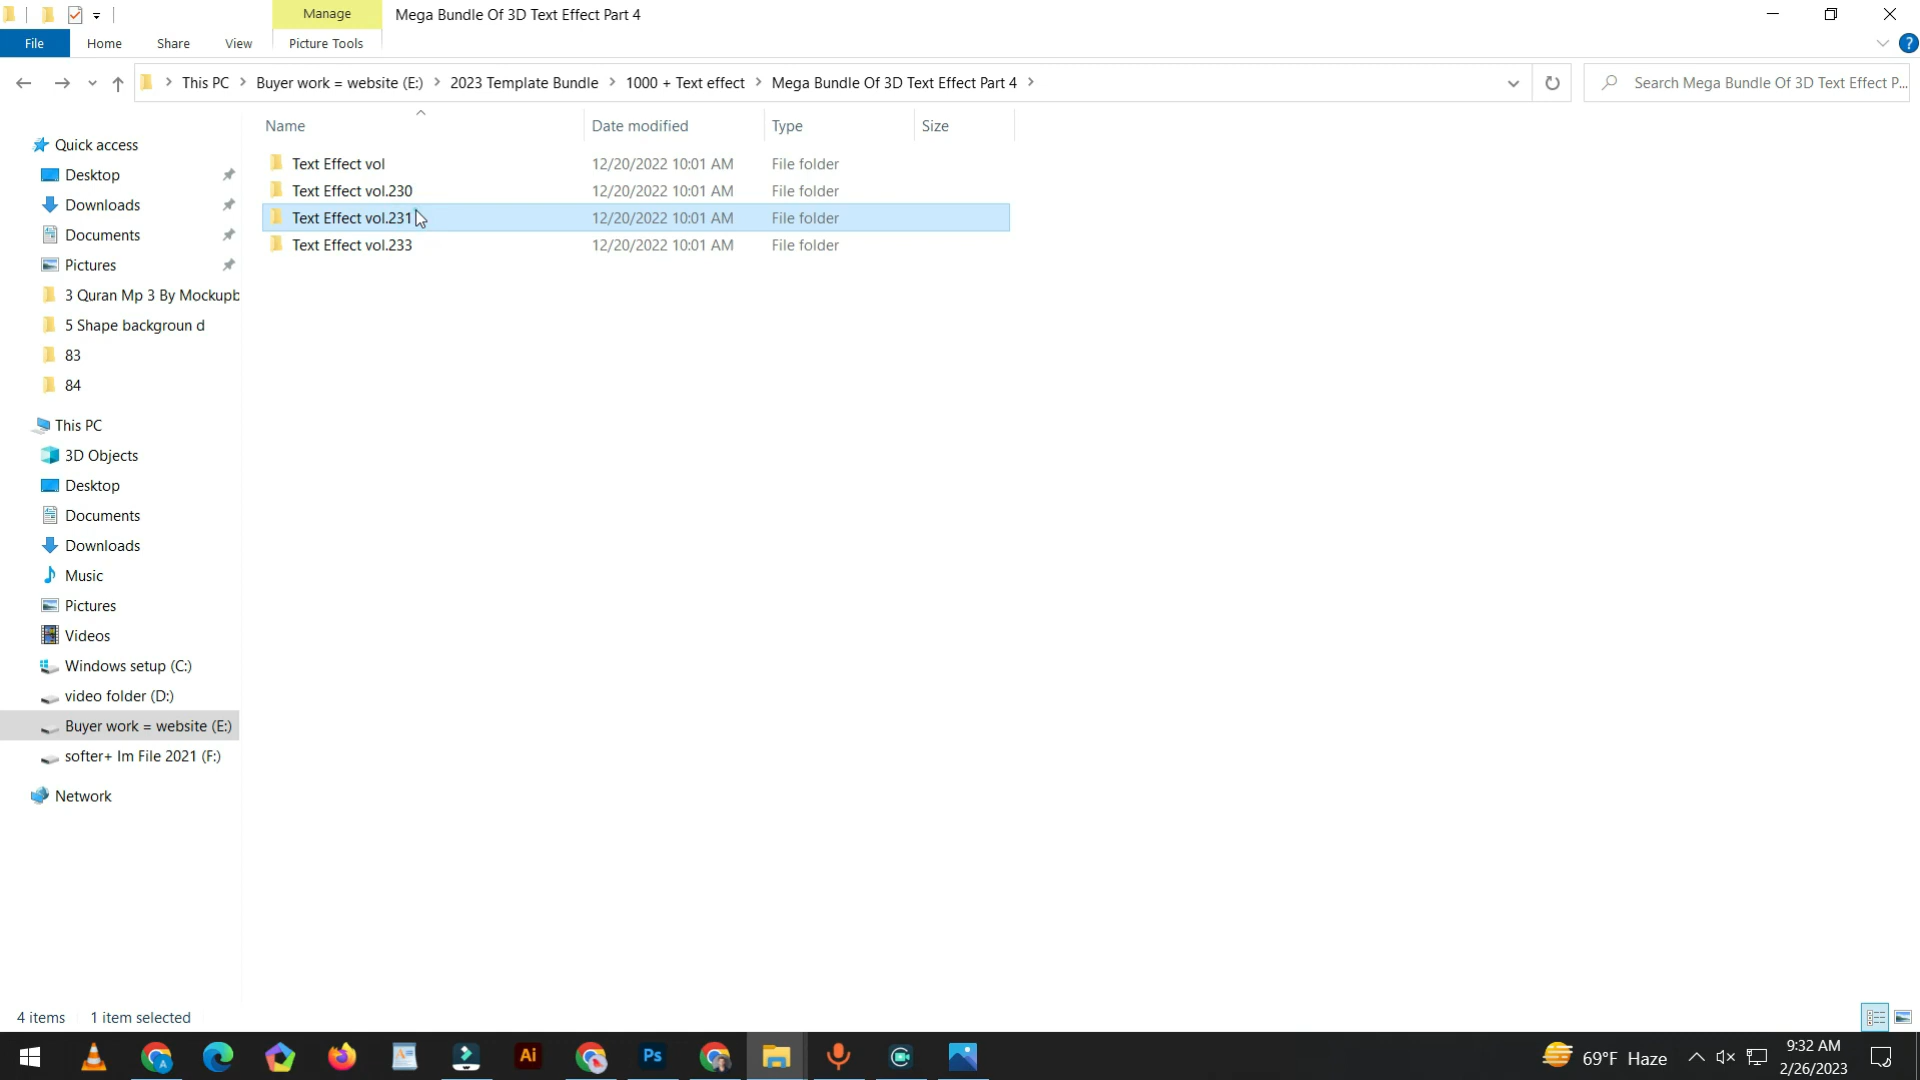 Manage
Mega Bundle Of 3D Text Effect Part 4
File
Home
Share
View
Picture Tools
This PC
Buyer work = website (E:)
2023 Template Bundle
1000 + Text effect
Mega Bundle Of 3D Text Effect Part 4
Search Mega Bundle Of 3D Text Effect P...
Name
Date modified
Type
Size
Text Effect vol
12/20/2022 10:01 AM
File folder
Text Effect vol.230
12/20/2022 10:01 AM
File folder
Text Effect vol.231
12/20/2022 10:01 AM
File folder
Text Effect vol.233
12/20/2022 10:01 AM
File folder
Quick access
Desktop
Downloads
Documents
Pictures
3 Quran Mp 3 By Mockupb
5 Shape backgroun d
83
84
This PC
3D Objects
Desktop
Documents
Downloads
Music
Pictures
Videos
Windows setup (C:)
video folder (D:)
Buyer work = website (E:)
softer+ Im File 2021 (F:)
Network
4 items
1 item selected
Ai
Ps
69°F Haze
9:32 AM
2/26/2023